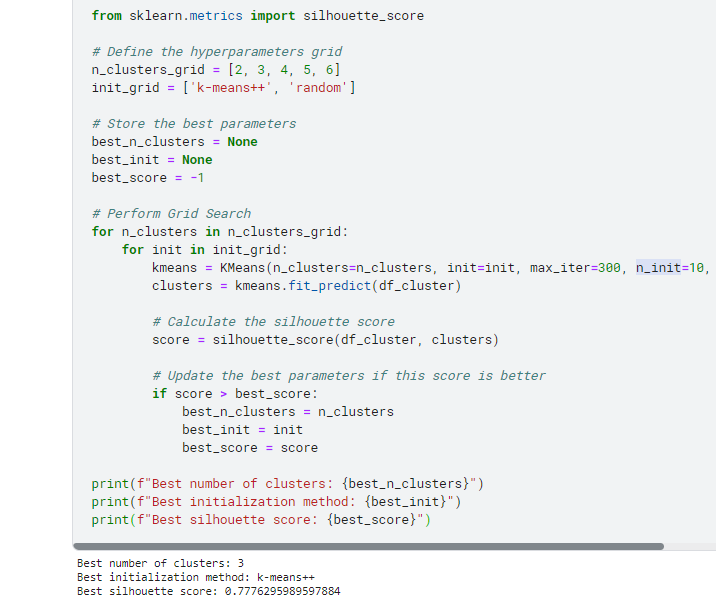 from sklearn.metrics import silhouette_score
# Define the hyperparameters grid
n_clusters_grid = [2, 3, 4, 5, 6]
init_grid = ['k-means++', 'random']
# Store the best parameters
best_n_clusters = None
best_init = None
best_score = -1
# Perform Grid Search
for n_clusters in n_clusters_grid:
    for init in init_grid:
        kmeans = KMeans(n_clusters=n_clusters, init=init, max_iter=300, n_init=10,
        clusters = kmeans.fit_predict(df_cluster)
        # Calculate the silhouette score
        score = silhouette_score(df_cluster, clusters)
        # Update the best parameters if this score is better
        if score > best_score:
            best_n_clusters = n_clusters
            best_init = init
            best_score = score
print(f"Best number of clusters: {best_n_clusters}")
print(f"Best initialization method: {best_init}")
print(f"Best silhouette score: {best_score}")
Best number of clusters: 3
Best initialization method: k-means++
Best silhouette score: 0.7776295989597884